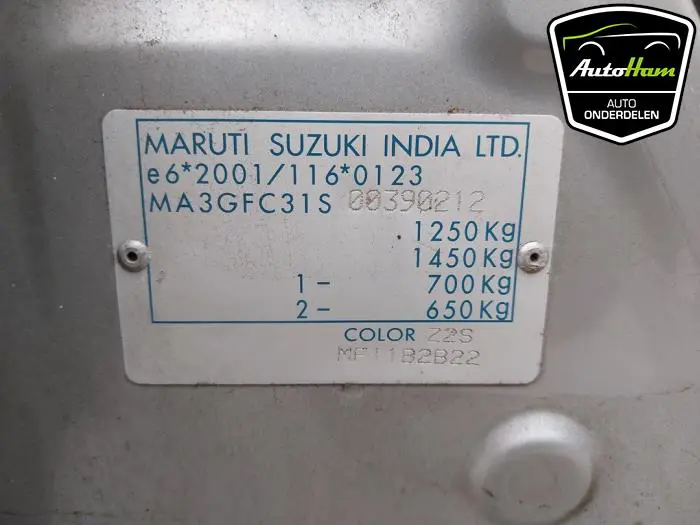 AutoHam
AUTO
ONDERDELEN
MARUTI SUZUKI INDIA LTD.
e6*2001/116*0123
MA3GFC31S 00390212
1250Kg
1450Kg
1– 700Kg
2– 650Kg
COLOR Z2S